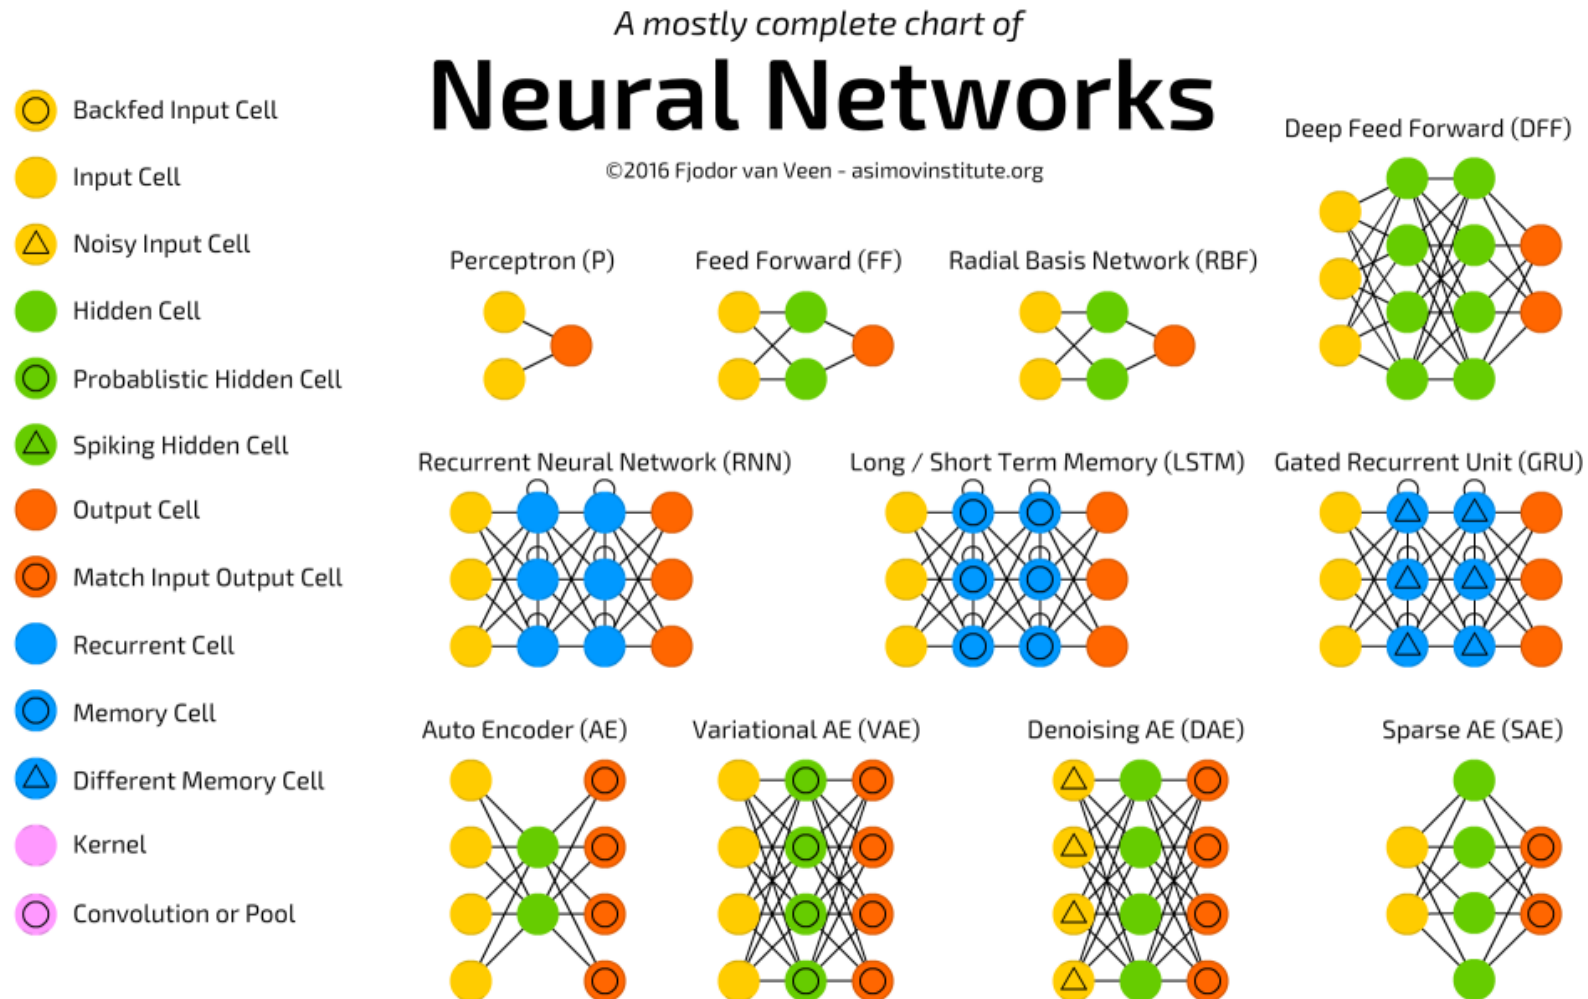 A mostly complete chart of
Neural Networks
©2016 Fjodor van Veen - asimovinstitute.org
Backfed Input Cell
Input Cell
Noisy Input Cell
Hidden Cell
Probablistic Hidden Cell
Spiking Hidden Cell
Output Cell
Match Input Output Cell
Recurrent Cell
Memory Cell
Different Memory Cell
Kernel
Convolution or Pool
Deep Feed Forward (DFF)
Perceptron (P)
Feed Forward (FF)
Radial Basis Network (RBF)
Recurrent Neural Network (RNN)
Long / Short Term Memory (LSTM)
Gated Recurrent Unit (GRU)
Auto Encoder (AE)
Variational AE (VAE)
Denoising AE (DAE)
Sparse AE (SAE)